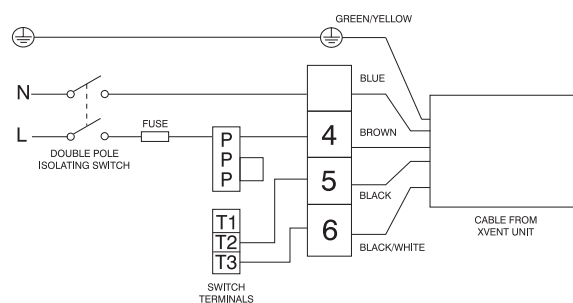 GREEN/YELLOW
N
BLUE
L
FUSE
P
P
P
4
BROWN
DOUBLE POLE
ISOLATING SWITCH
5
BLACK
T1
T2
T3
6
BLACK/WHITE
CABLE FROM
XVENT UNIT
SWITCH
TERMINALS